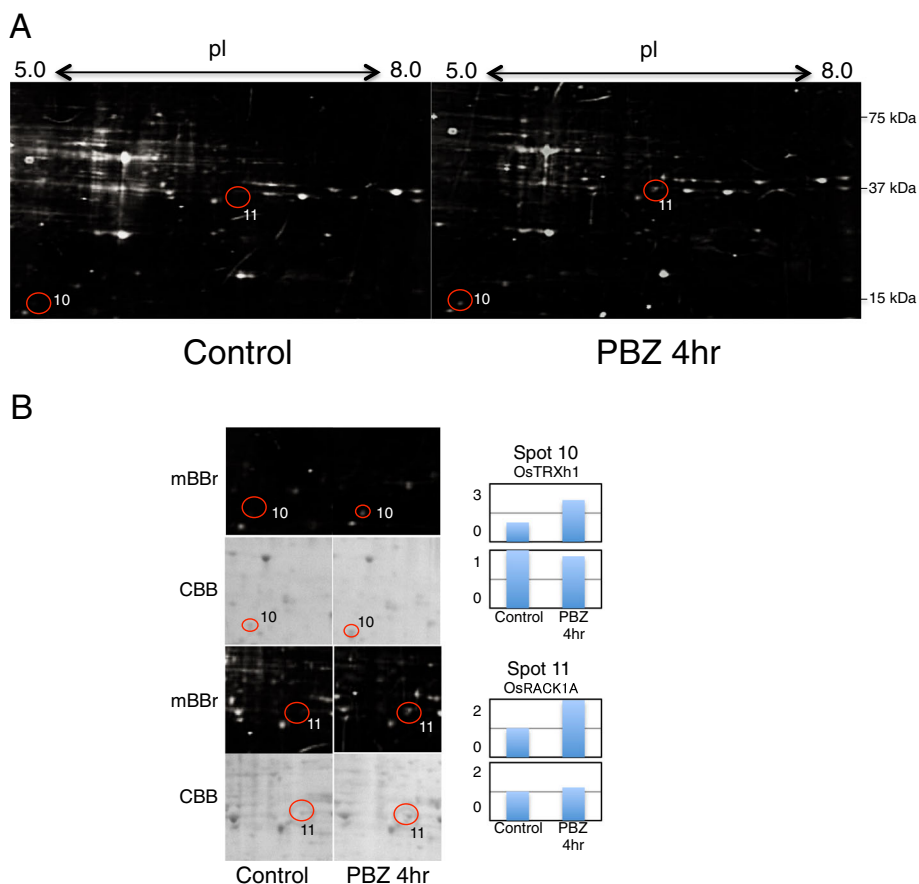 A
pI
5.0 8.0 5.0 pI 8.0
75 kDa
37 kDa
15 kDa
11
10
11
10
Control PBZ 4hr
B
mBBr
10 10
CBB
10 10
mBBr
11 11
CBB
11 11
Control PBZ 4hr
Spot 10
OsTRXh1
3
0
1
0
Control PBZ
4hr
Spot 11
OsRACK1A
2
0
2
0
Control PBZ
4hr